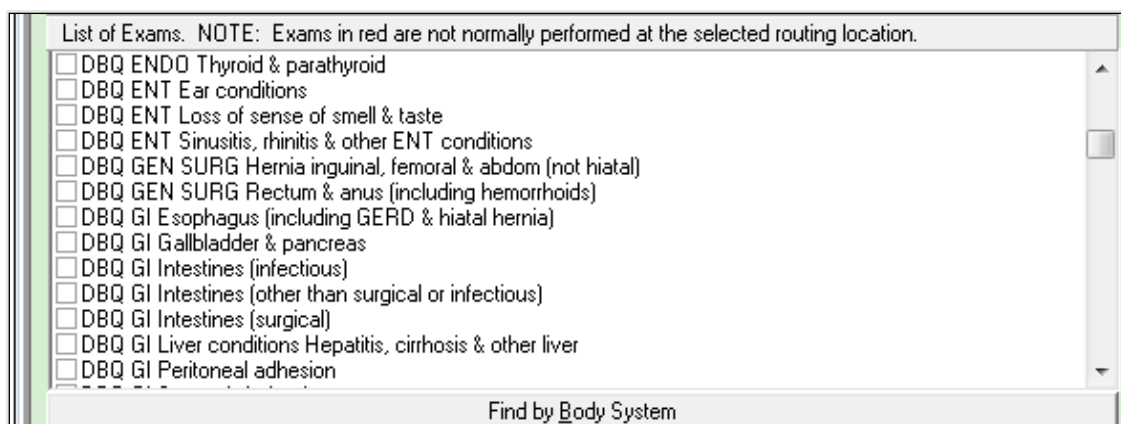 List of Exams.  NOTE:  Exams in red are not normally performed at the selected routing location.
DBQ ENDO Thyroid & parathyroid
DBQ ENT Ear conditions
DBQ ENT Loss of sense of smell & taste
DBQ ENT Sinusitis, rhinitis & other ENT conditions
DBQ GEN SURG Hernia inguinal, femoral & abdom (not hiatal)
DBQ GEN SURG Rectum & anus (including hemorrhoids)
DBQ GI Esophagus (including GERD & hiatal hernia)
DBQ GI Gallbladder & pancreas
DBQ GI Intestines (infectious)
DBQ GI Intestines (other than surgical or infectious)
DBQ GI Intestines (surgical)
DBQ GI Liver conditions Hepatitis, cirrhosis & other liver
DBQ GI Peritoneal adhesion
Find by Body System